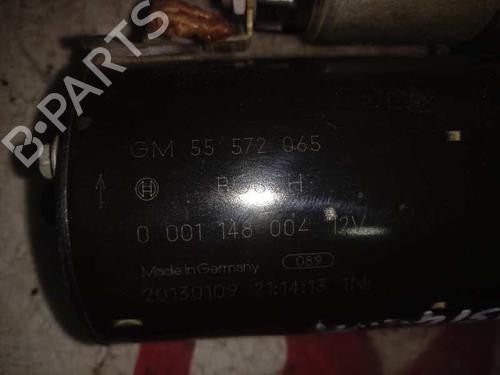 B-PARTS
GM 55 572 065
BOSCH
0 001 148 004 12V
Made in Germany 089
20130109 21:14:13 1N: